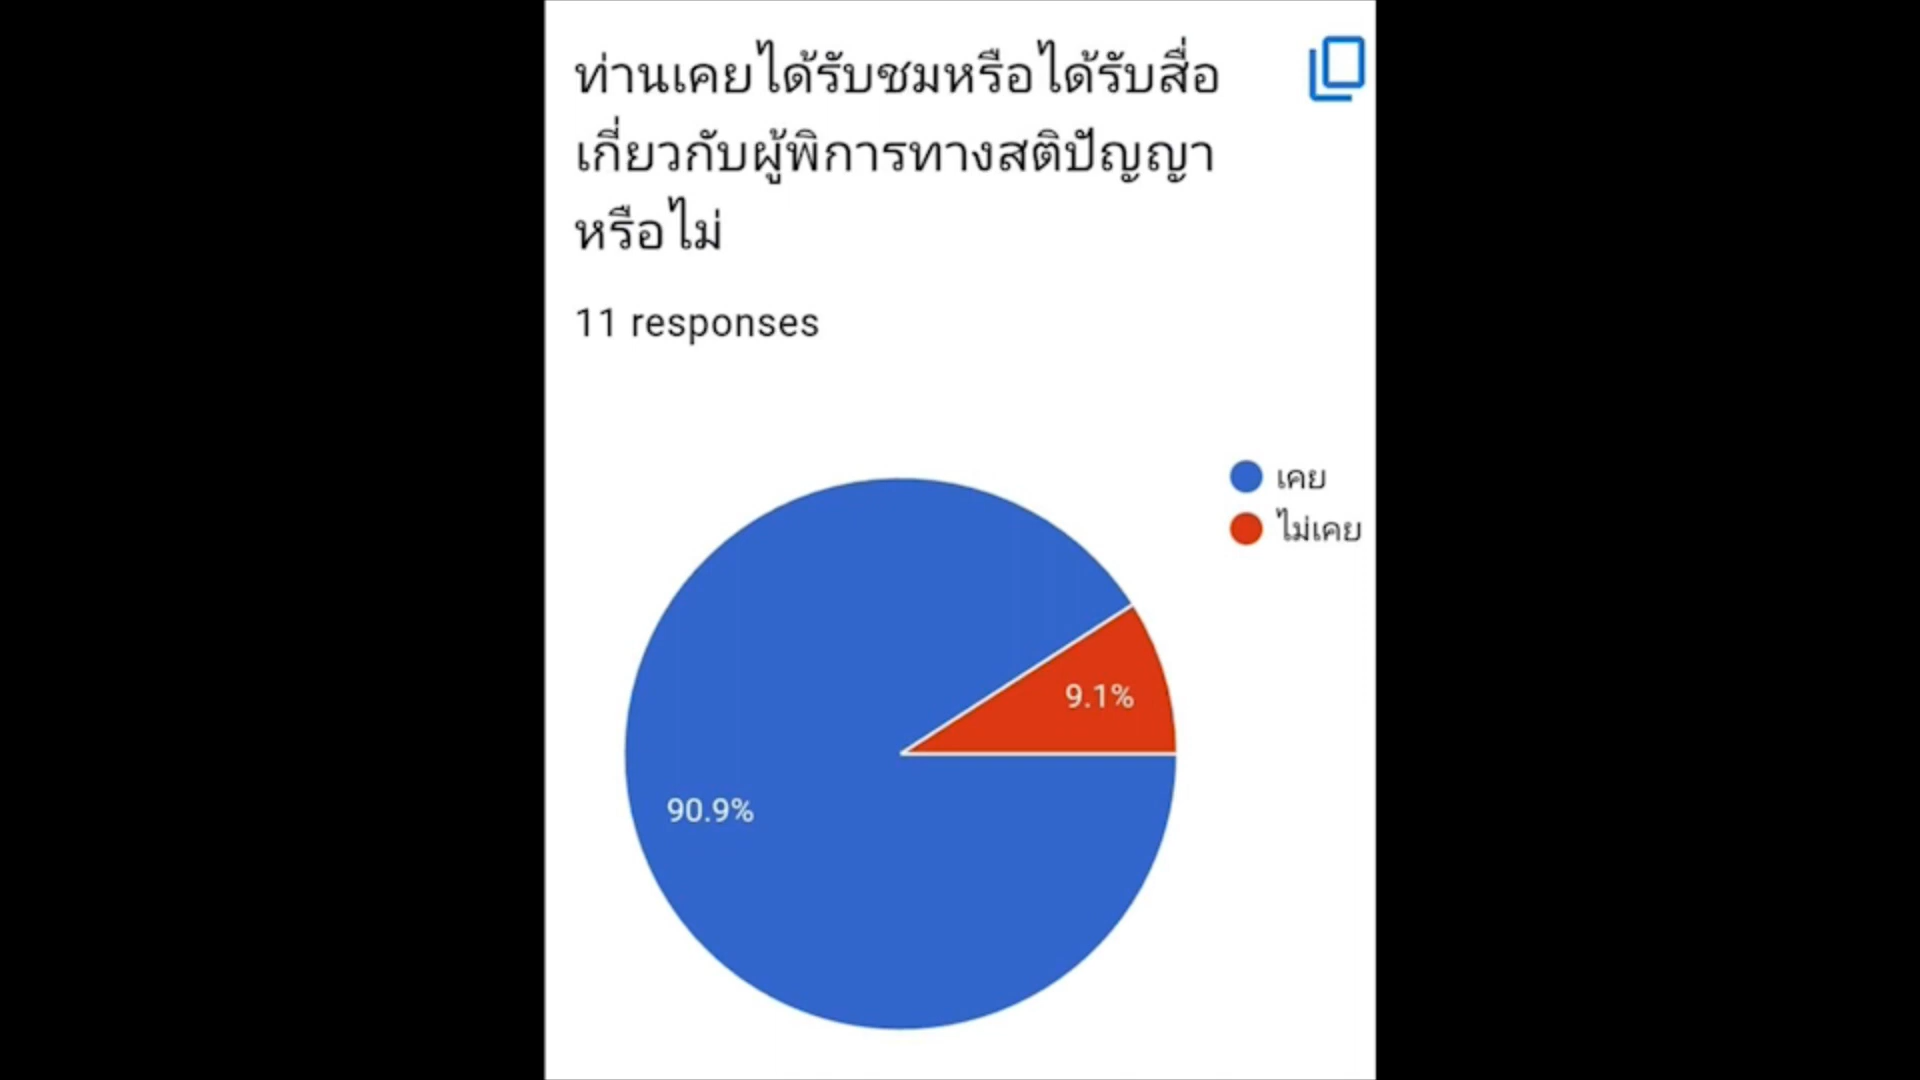 ท่านเคยได้รับชมหรือได้รับสื่อ
เกี่ยวกับผู้พิการทางสติปัญญา
หรือไม่
11 responses
เคย
ไม่เคย
9.1%
90.9%